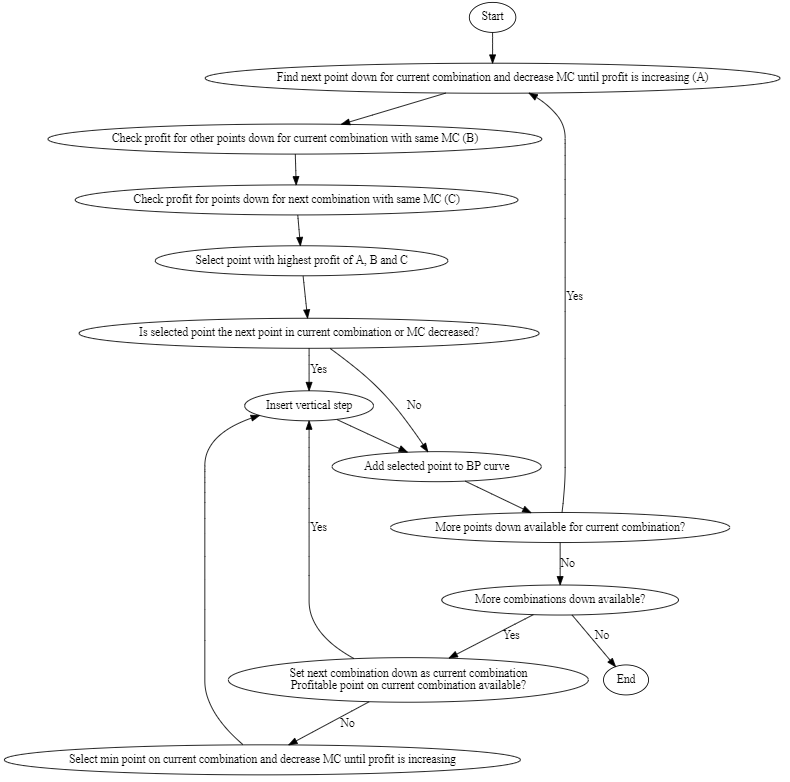 Start
Find next point down for current combination and decrease MC until profit is increasing (A)
Check profit for other points down for current combination with same MC (B)
Check profit for points down for next combination with same MC (C)
Select point with highest profit of A, B and C
Yes
Is selected point the next point in current combination or MC decreased?
Yes
Insert vertical step
No
Add selected point to BP curve
Yes
More points down available for current combination?
No
More combinations down available?
Yes
No
Set next combination down as current combination
Profitable point on current combination available?
End
No
Select min point on current combination and decrease MC until profit is increasing